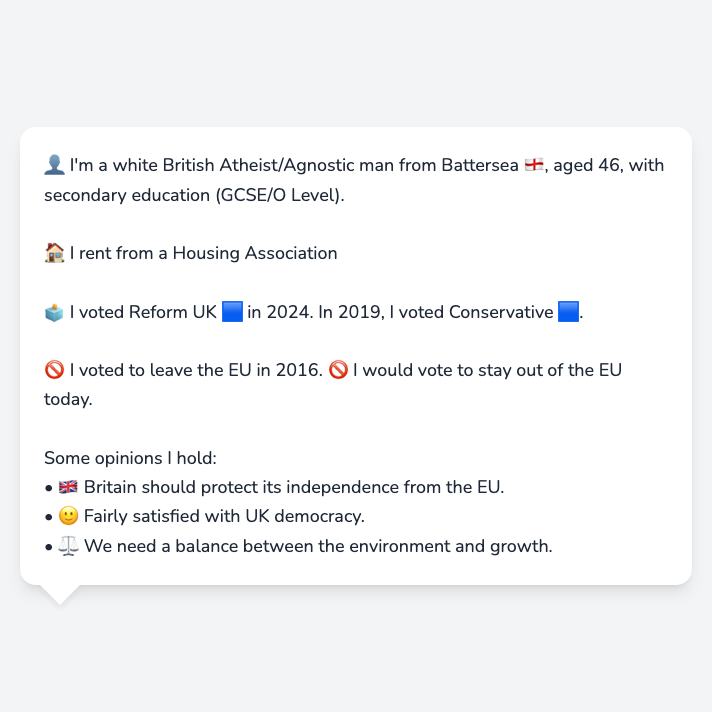 👤 I'm a white British Atheist/Agnostic man from Battersea 🏴󠁧󠁢󠁥󠁮󠁧󠁿, aged 46, with
secondary education (GCSE/O Level).
🏠 I rent from a Housing Association
🗳️ I voted Reform UK 🟦 in 2024. In 2019, I voted Conservative 🟦.
🚫 I voted to leave the EU in 2016. 🚫 I would vote to stay out of the EU
today.
Some opinions I hold:
• 🇬🇧 Britain should protect its independence from the EU.
• 🙂 Fairly satisfied with UK democracy.
• ⚖️ We need a balance between the environment and growth.